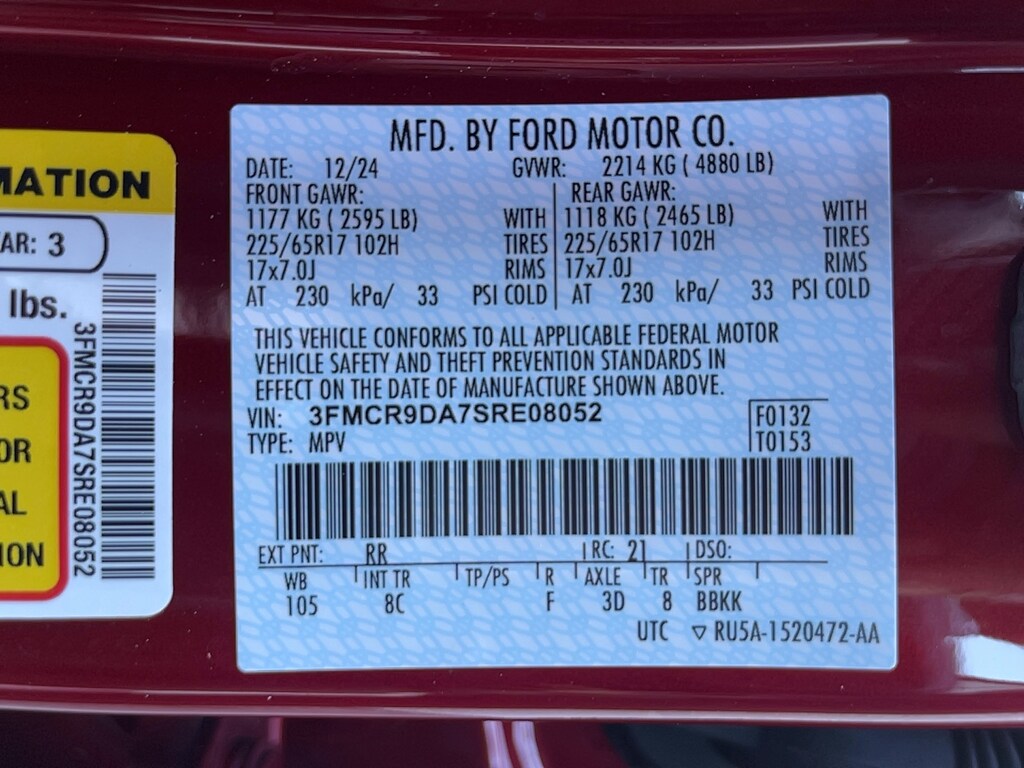 MATION
AR: 3
lbs.
RS
OR
AL
ION
3FMCR9DA7SRE08052
MFD. BY FORD MOTOR CO.
DATE: 12/24 GVWR: 2214 KG ( 4880 LB)
FRONT GAWR: REAR GAWR:
1177 KG ( 2595 LB) WITH 1118 KG ( 2465 LB) WITH
225/65R17 102H TIRES 225/65R17 102H TIRES
17x7.0J RIMS 17x7.0J RIMS
AT 230 kPa/ 33 PSI COLD AT 230 kPa/ 33 PSI COLD
THIS VEHICLE CONFORMS TO ALL APPLICABLE FEDERAL MOTOR
VEHICLE SAFETY AND THEFT PREVENTION STANDARDS IN
EFFECT ON THE DATE OF MANUFACTURE SHOWN ABOVE.
VIN: 3FMCR9DA7SRE08052 F0132
TYPE: MPV T0153
EXT PNT: RR RC: 21 DSO:
WB INT TR TP/PS R AXLE TR SPR
105 8C F 3D 8 BBKK
UTC ▽ RU5A-1520472-AA